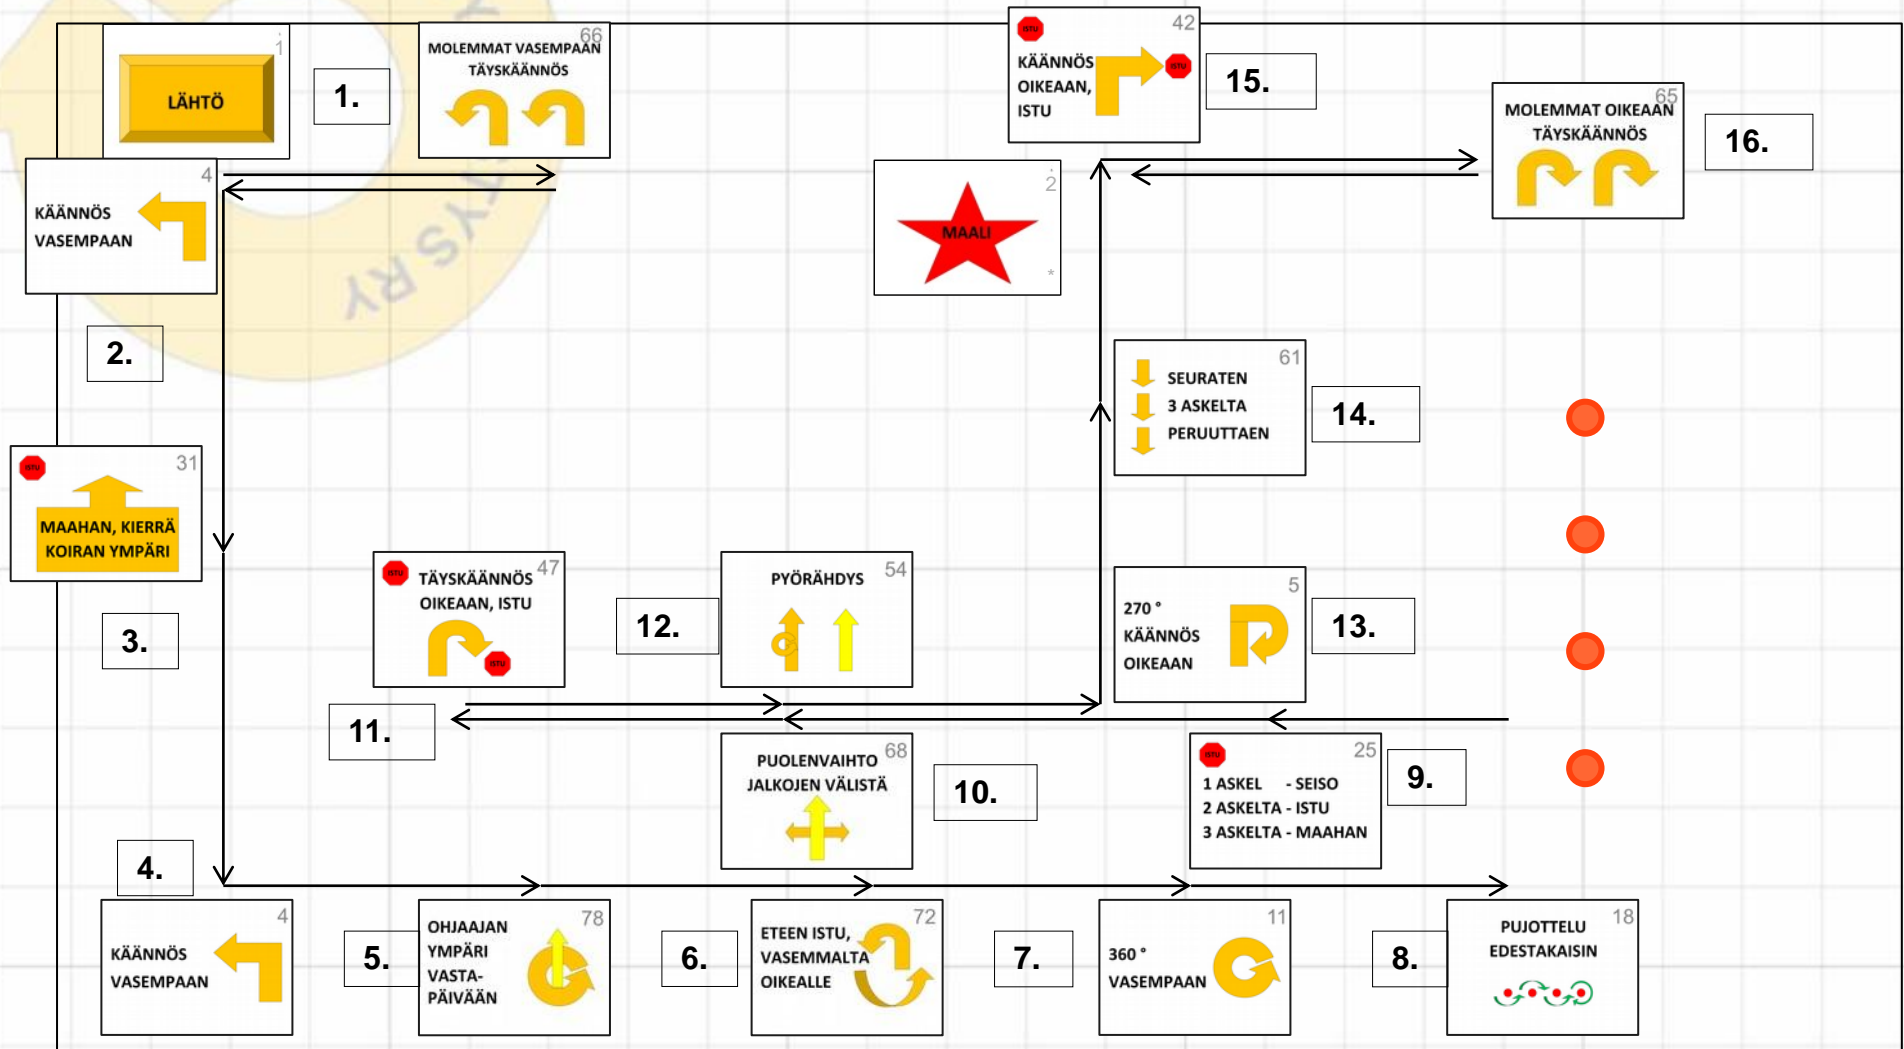 LÄHTÖ
1
1.
66
MOLEMMAT VASEMPAAN
TÄYSKÄÄNNÖS
ISTU
42
KÄÄNNÖS
OIKEAAN,
ISTU
ISTU
15.
65
MOLEMMAT OIKEAAN
TÄYSKÄÄNNÖS
16.
4
KÄÄNNÖS
VASEMPAAN
2
MAALI
*
TYS RY
2.
61
SEURATEN
3 ASKELTA
PERUUTTAEN
14.
ISTU
31
MAAHAN, KIERRÄ
KOIRAN YMPÄRI
3.
ISTU
47
TÄYSKÄÄNNÖS
OIKEAAN, ISTU
ISTU
12.
54
PYÖRÄHDYS
5
270 °
KÄÄNNÖS
OIKEAAN
13.
11.
68
PUOLENVAIHTO
JALKOJEN VÄLISTÄ
10.
ISTU
25
1 ASKEL - SEISO
2 ASKELTA - ISTU
3 ASKELTA - MAAHAN
9.
4.
4
KÄÄNNÖS
VASEMPAAN
5.
78
OHJAAJAN
YMPÄRI
VASTA-
PÄIVÄÄN
6.
72
ETEEN ISTU,
VASEMMALTA
OIKEALLE
7.
11
360 °
VASEMPAAN
8.
18
PUJOTTELU
EDESTAKAISIN